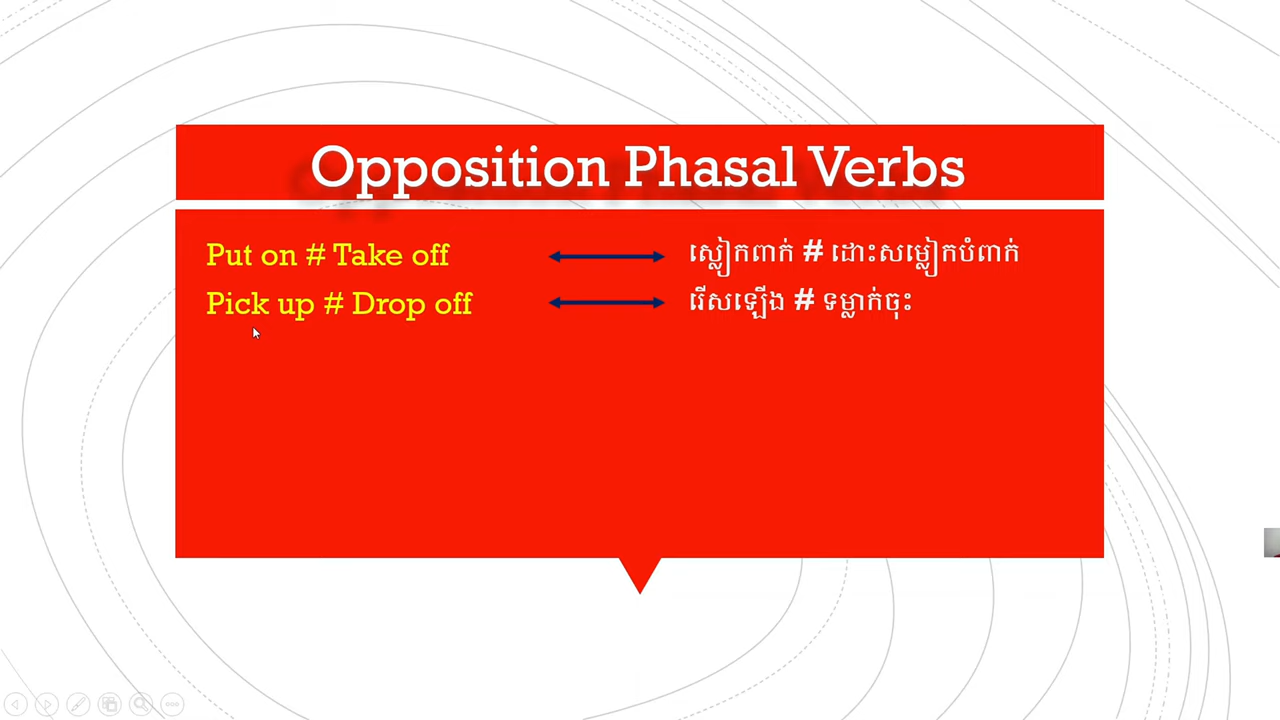 Opposition Phasal Verbs
Put on # Take off ស្លៀកពាក់ # ដោះសម្លៀកបំពាក់
Pick up # Drop off រើសឡើង # ទម្លាក់ចុះ